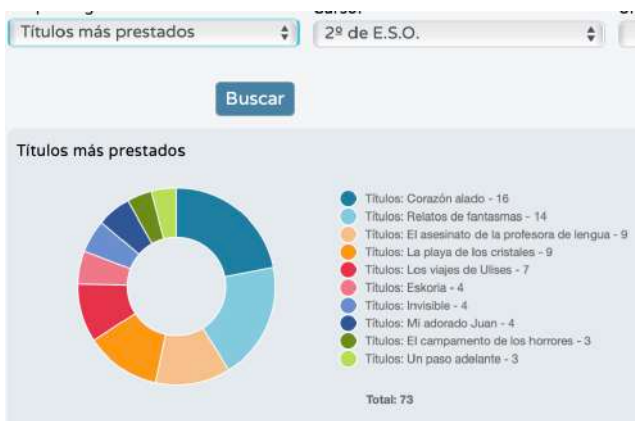 Títulos más prestados
2º de E.S.O.
Buscar
Títulos más prestados
Títulos: Corazón alado - 16
Títulos: Relatos de fantasmas - 14
Títulos: El asesinato de la profesora de lengua - 9
Títulos: La playa de los cristales - 9
Títulos: Los viajes de Ulises - 7
Títulos: Eskoria - 4
Títulos: Invisible - 4
Títulos: Mi adorado Juan - 4
Títulos: El campamento de los horrores - 3
Títulos: Un paso adelante - 3
Total: 73